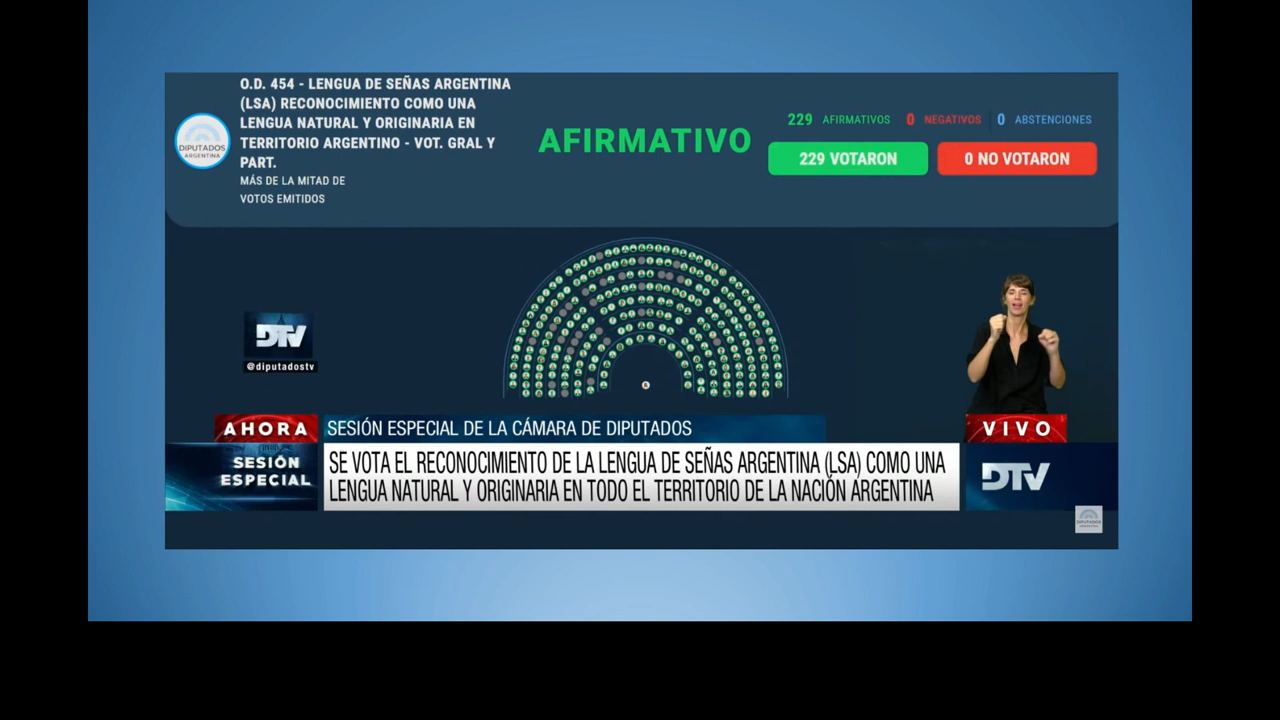 O.D. 454 - LENGUA DE SEÑAS ARGENTINA
(LSA) RECONOCIMIENTO COMO UNA
LENGUA NATURAL Y ORIGINARIA EN
TERRITORIO ARGENTINO - VOT. GRAL Y
PART.
MÁS DE LA MITAD DE
VOTOS EMITIDOS
DIPUTADOS
ARGENTINA
AFIRMATIVO
229 AFIRMATIVOS 0 NEGATIVOS 0 ABSTENCIONES
229 VOTARON 0 NO VOTARON
DTV
@diputadostv
AHORA
SESIÓN ESPECIAL DE LA CÁMARA DE DIPUTADOS
VIVO
SESIÓN
ESPECIAL
SE VOTA EL RECONOCIMIENTO DE LA LENGUA DE SEÑAS ARGENTINA (LSA) COMO UNA
LENGUA NATURAL Y ORIGINARIA EN TODO EL TERRITORIO DE LA NACIÓN ARGENTINA
DTV
DIPUTADOS
ARGENTINA